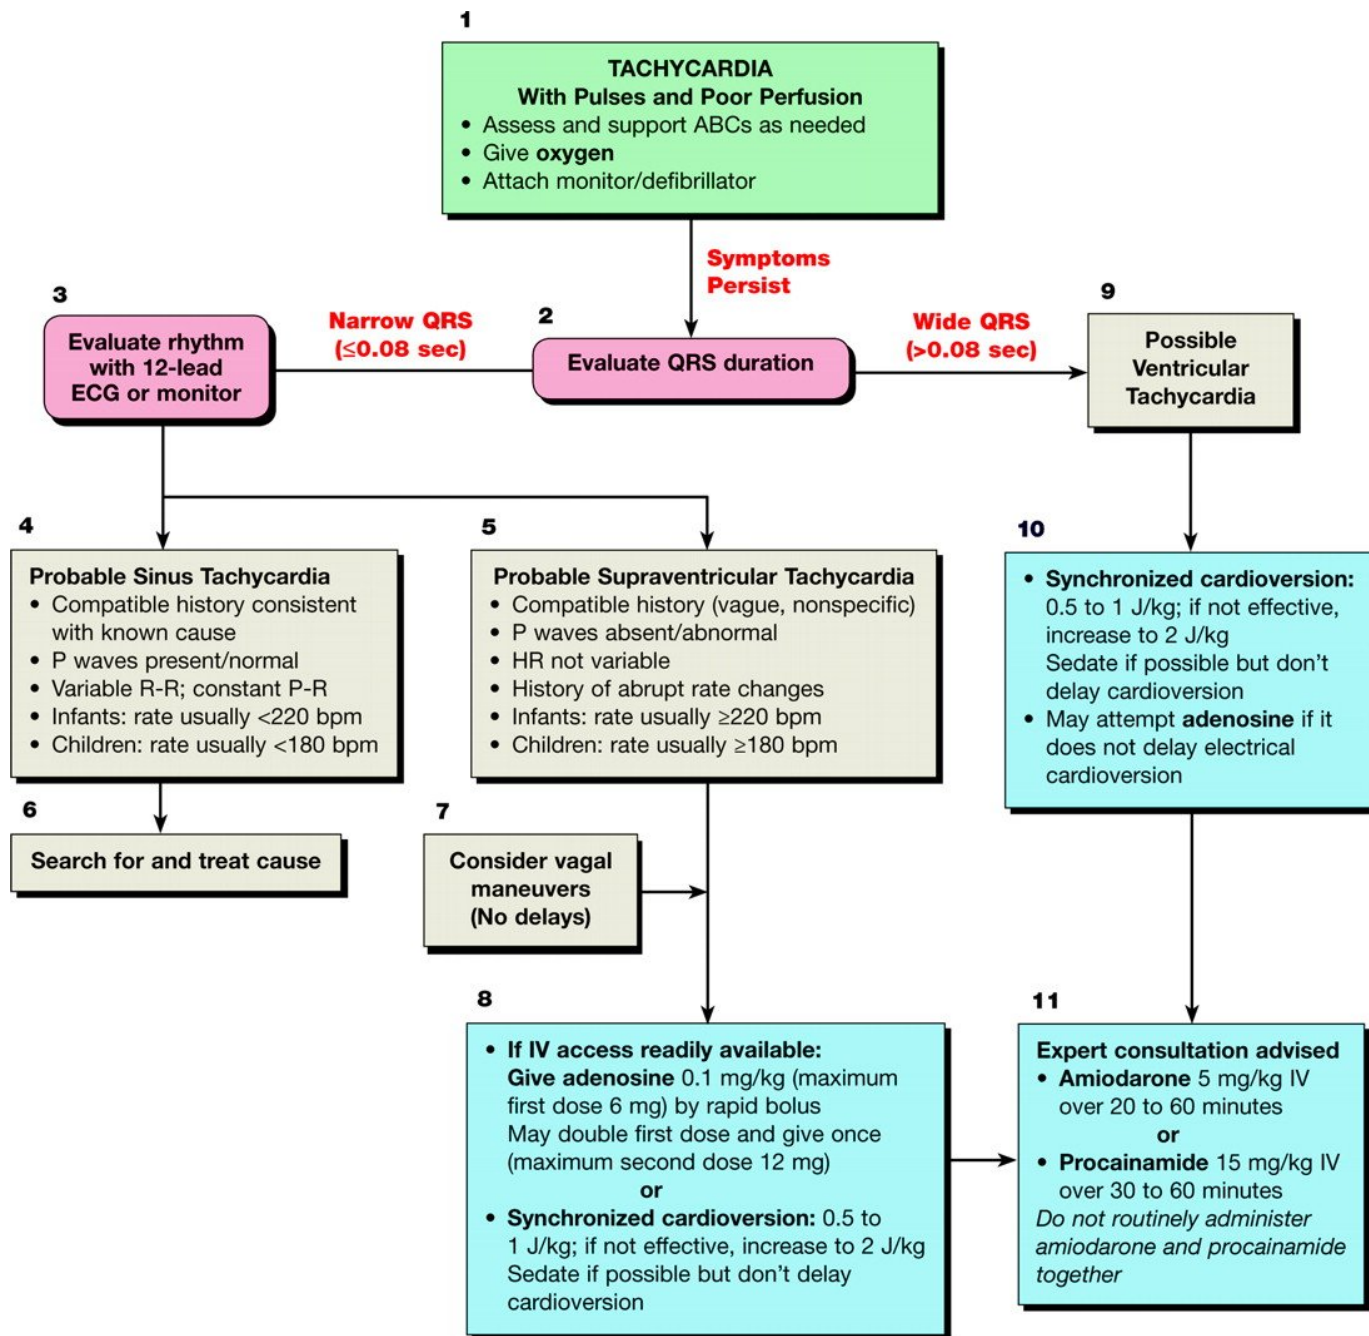 1
TACHYCARDIA
With Pulses and Poor Perfusion
• Assess and support ABCs as needed
• Give oxygen
• Attach monitor/defibrillator
Symptoms
Persist
2
Evaluate QRS duration
Narrow QRS
(≤0.08 sec)
Wide QRS
(>0.08 sec)
3
Evaluate rhythm
with 12-lead
ECG or monitor
9
Possible
Ventricular
Tachycardia
4
Probable Sinus Tachycardia
• Compatible history consistent
with known cause
• P waves present/normal
• Variable R-R; constant P-R
• Infants: rate usually <220 bpm
• Children: rate usually <180 bpm
5
Probable Supraventricular Tachycardia
• Compatible history (vague, nonspecific)
• P waves absent/abnormal
• HR not variable
• History of abrupt rate changes
• Infants: rate usually ≥220 bpm
• Children: rate usually ≥180 bpm
10
• Synchronized cardioversion:
0.5 to 1 J/kg; if not effective,
increase to 2 J/kg
Sedate if possible but don't
delay cardioversion
• May attempt adenosine if it
does not delay electrical
cardioversion
6
Search for and treat cause
7
Consider vagal
maneuvers
(No delays)
8
• If IV access readily available:
Give adenosine 0.1 mg/kg (maximum
first dose 6 mg) by rapid bolus
May double first dose and give once
(maximum second dose 12 mg)
or
• Synchronized cardioversion: 0.5 to
1 J/kg; if not effective, increase to 2 J/kg
Sedate if possible but don't delay
cardioversion
11
Expert consultation advised
• Amiodarone 5 mg/kg IV
over 20 to 60 minutes
or
• Procainamide 15 mg/kg IV
over 30 to 60 minutes
Do not routinely administer
amiodarone and procainamide
together